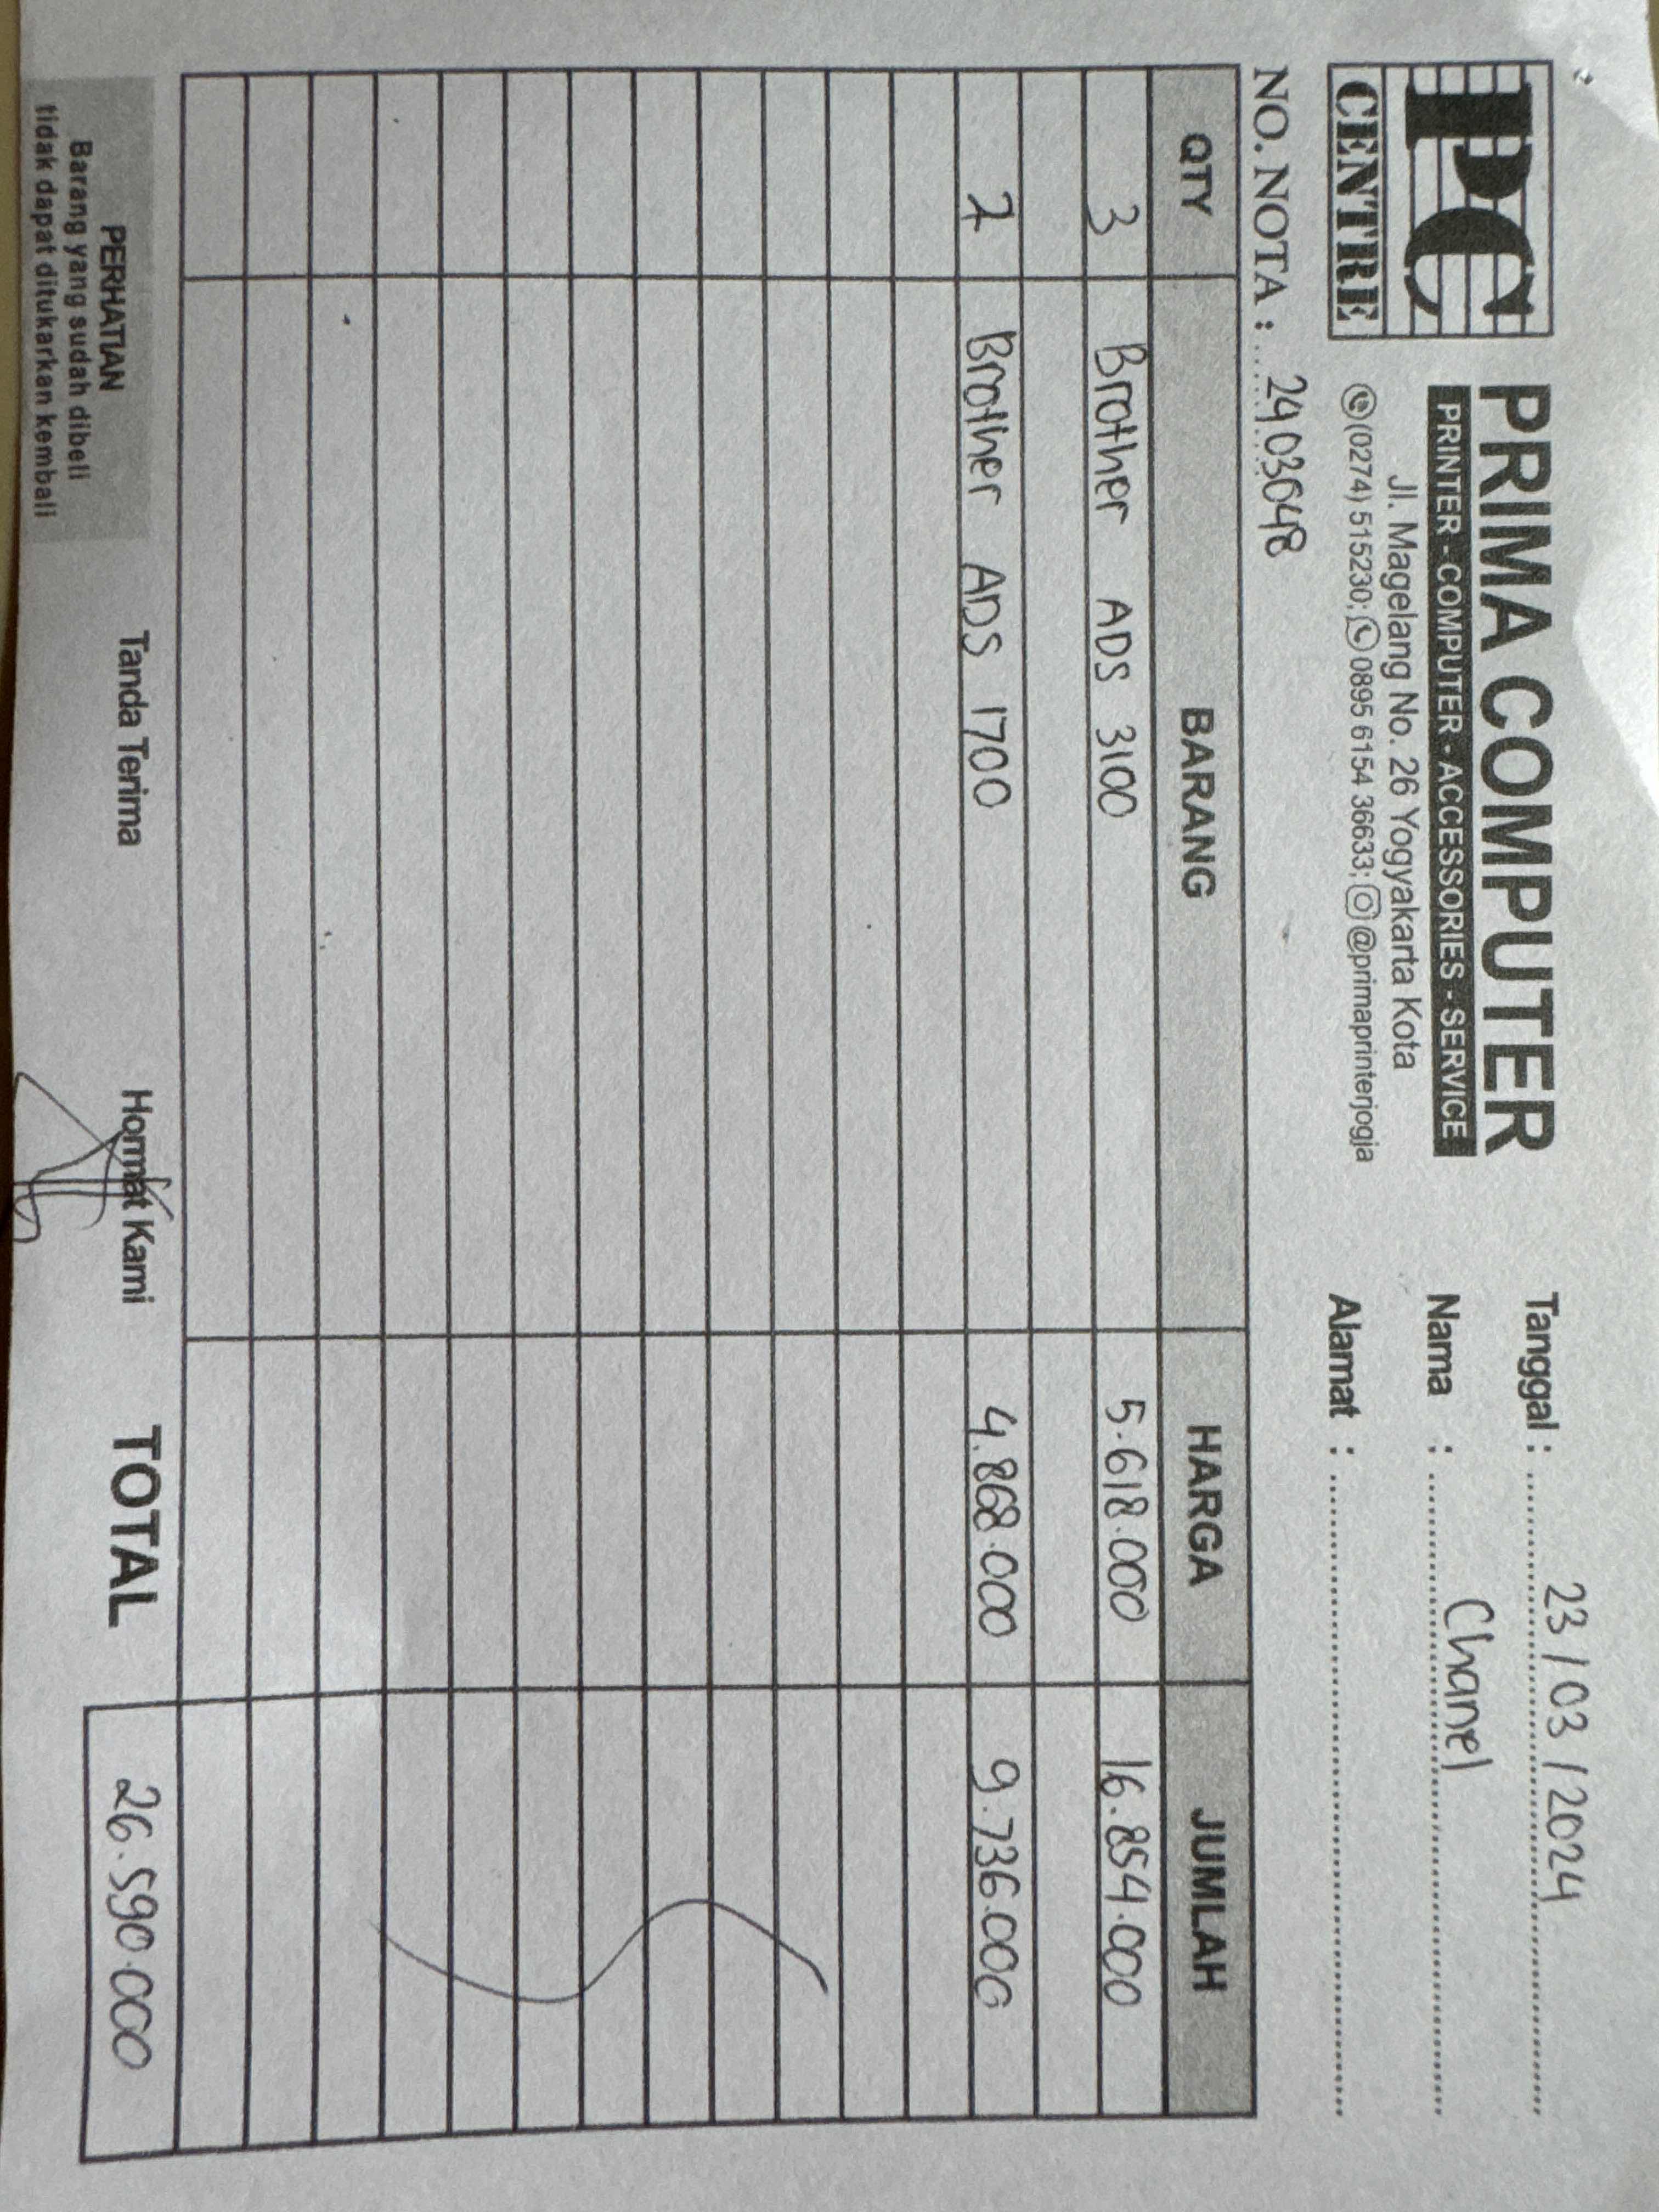 PC
CENTRE
PRIMA COMPUTER
PRINTER - COMPUTER - ACCESSORIES - SERVICE
Jl. Magelang No. 26 Yogyakarta Kota
(0274) 515230; 0895 6154 36633; @primaprinterjogja
Tanggal : 23/03/2024
Nama : Chanel
Alamat :
NO. NOTA : 2403048
QTY BARANG HARGA JUMLAH
3 Brother ADS 3100 5.618.000 16.854.000
2 Brother ADS 1700 4.868.000 9.736.000
PERHATIAN
Barang yang sudah dibeli
tidak dapat ditukarkan kembali
Tanda Terima
Hormat Kami
TOTAL 26.590.000